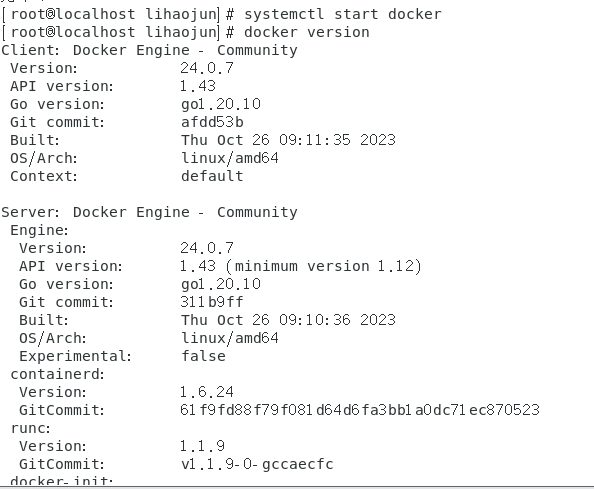 [root@localhost lihaojun]# systemctl start docker
[root@localhost lihaojun]# docker version
Client: Docker Engine - Community
Version: 24.0.7
API version: 1.43
Go version: go1.20.10
Git commit: afdd53b
Built: Thu Oct 26 09:11:35 2023
OS/Arch: linux/amd64
Context: default
Server: Docker Engine - Community
Engine:
Version: 24.0.7
API version: 1.43 (minimum version 1.12)
Go version: go1.20.10
Git commit: 311b9ff
Built: Thu Oct 26 09:10:36 2023
OS/Arch: linux/amd64
Experimental: false
containerd:
Version: 1.6.24
GitCommit: 61f9fd88f79f081d64d6fa3bb1a0dc71ec870523
runc:
Version: 1.1.9
GitCommit: v1.1.9-0-gccaecfc
docker-init: